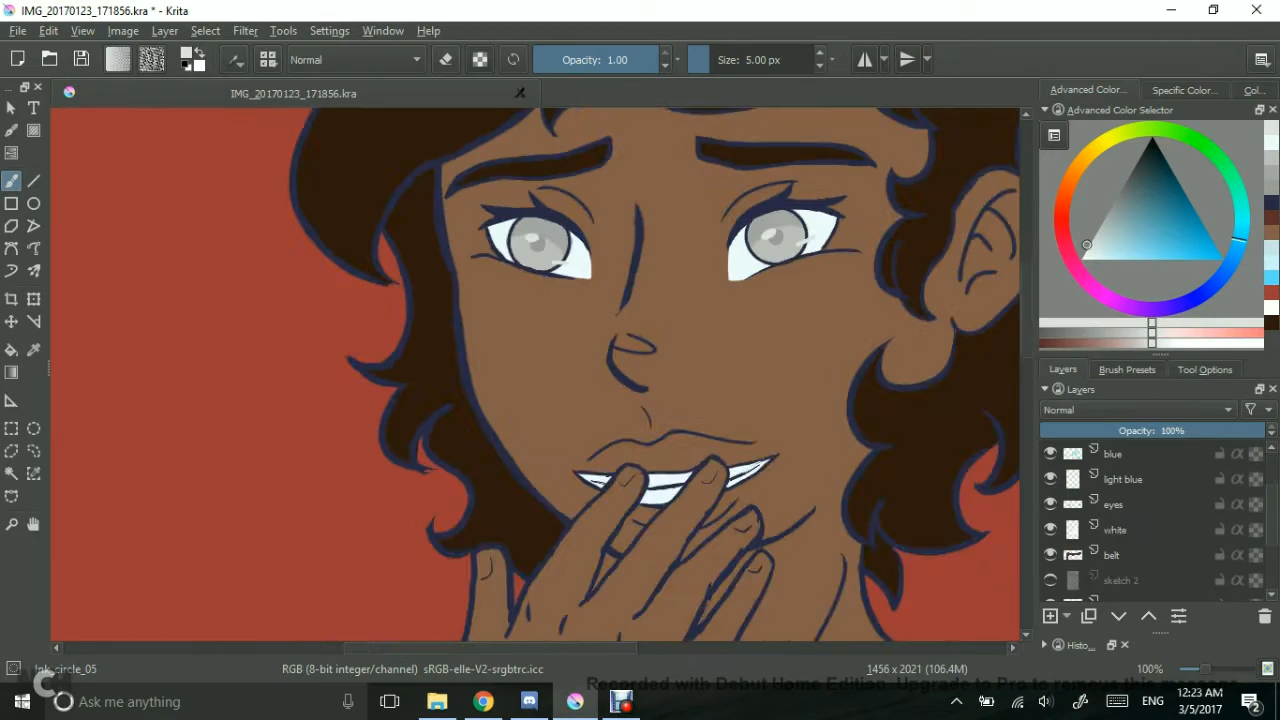 IMG_20170123_171856.kra * - Krita
File Edit View Image Layer Select Filter Tools Settings Window Help
Normal Opacity: 1.00 Size: 5.00 px
IMG_20170123_171856.kra
Advanced Color... Specific Color... Col...
Advanced Color Selector
Layers Brush Presets Tool Options
Layers
Normal
Opacity: 100%
blue
light blue
eyes
white
belt
sketch 2
Histo...
Ink_circle_05 RGB (8-bit integer/channel) sRGB-elle-V2-srgbtrc.icc 1456 x 2021 (106.4M) 100%
Recorded with Debut Home Edition. Upgrade to Pro to remove this message
Ask me anything ENG 12:23 AM
3/5/2017 2